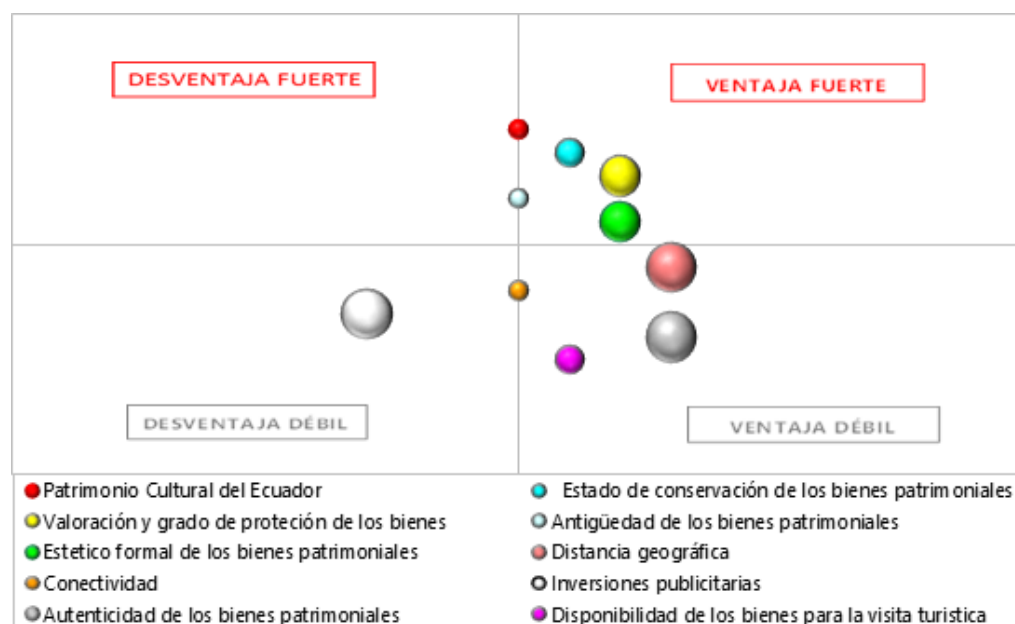 DESVENTAJA FUERTE
VENTAJA FUERTE
DESVENTAJA DÉBIL
VENTAJA DÉBIL
Patrimonio Cultural del Ecuador
Estado de conservación de los bienes patrimoniales
Valoración y grado de proteción de los bienes
Antigüedad de los bienes patrimoniales
Estetico formal de los bienes patrimoniales
Distancia geográfica
Conectividad
Inversiones publicitarias
Autenticidad de los bienes patrimoniales
Disponibilidad de los bienes para la visita turistica